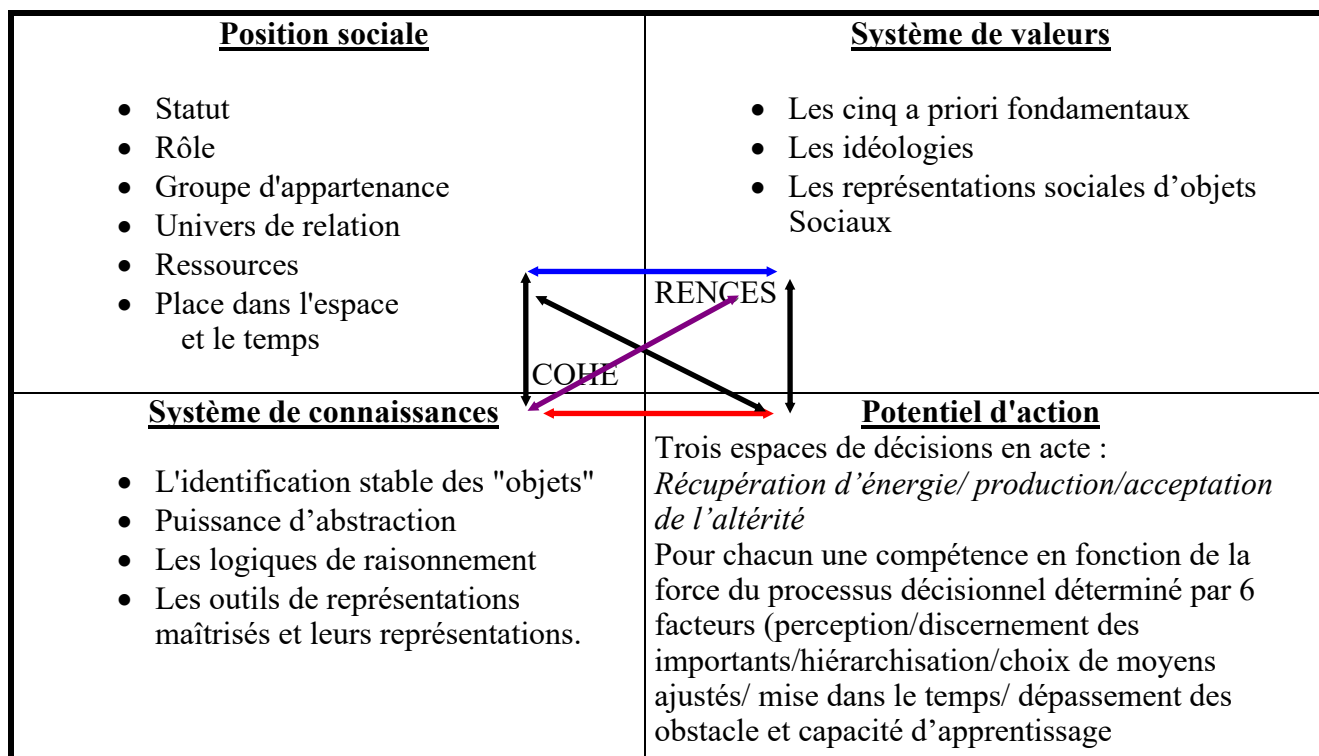 Position sociale
• Statut
• Rôle
• Groupe d'appartenance
• Univers de relation
• Ressources
• Place dans l'espace
et le temps
Système de valeurs
• Les cinq a priori fondamentaux
• Les idéologies
• Les représentations sociales d’objets
Sociaux
RENCES
COHE
Système de connaissances
• L'identification stable des "objets"
• Puissance d’abstraction
• Les logiques de raisonnement
• Les outils de représentations
maîtrisés et leurs représentations.
Potentiel d'action
Trois espaces de décisions en acte :
Récupération d’énergie/ production/acceptation
de l’altérité
Pour chacun une compétence en fonction de la
force du processus décisionnel déterminé par 6
facteurs (perception/discernement des
importants/hiérarchisation/choix de moyens
ajustés/ mise dans le temps/ dépassement des
obstacle et capacité d’apprentissage